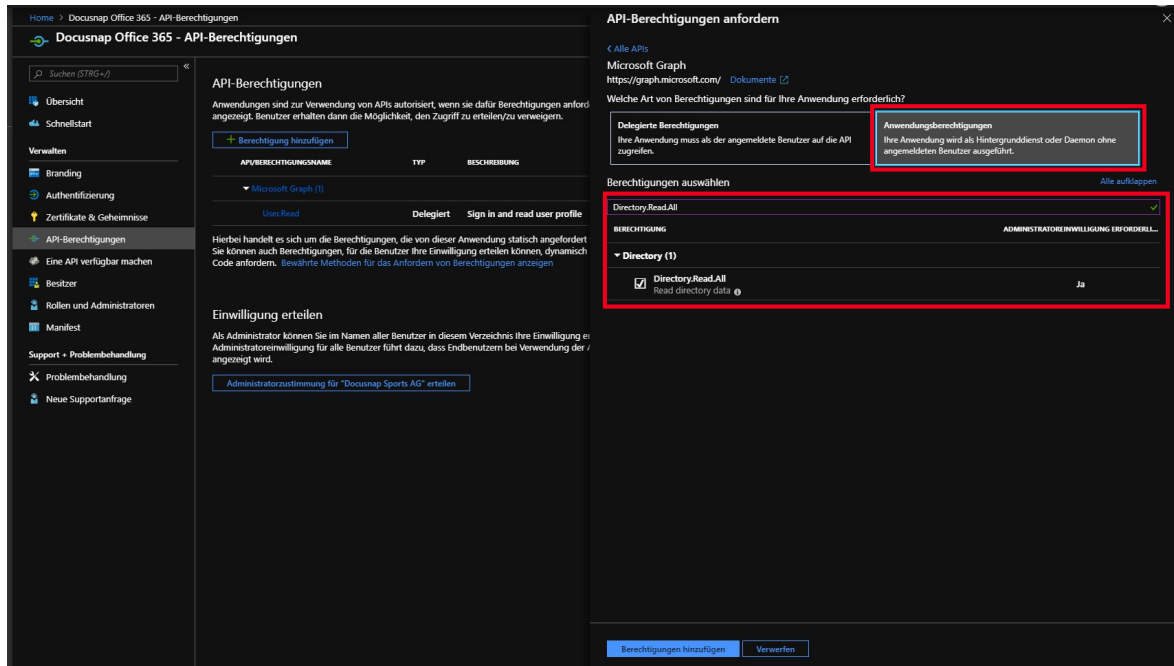 Home > Docusnap Office 365 - API-Berechtigungen
Docusnap Office 365 - API-Berechtigungen
Suchen (STRG+/)
«
Übersicht
Schnellstart
Verwalten
Branding
Authentifizierung
Zertifikate & Geheimnisse
API-Berechtigungen
Eine API verfügbar machen
Besitzer
Rollen und Administratoren
Manifest
Support + Problembehandlung
Problembehandlung
Neue Supportanfrage
API-Berechtigungen
Anwendungen sind zur Verwendung von APIs autorisiert, wenn sie dafür Berechtigungen anford
angezeigt. Benutzer erhalten dann die Möglichkeit, den Zugriff zu erteilen/zu verweigern.
+ Berechtigung hinzufügen
API/BERECHTIGUNGSNAME TYP BESCHREIBUNG
Microsoft Graph (1)
User.Read Delegiert Sign in and read user profile
Hierbei handelt es sich um die Berechtigungen, die von dieser Anwendung statisch angefordert
Sie können auch Berechtigungen, für die Benutzer Ihre Einwilligung erteilen können, dynamisch
Code anfordern. Bewährte Methoden für das Anfordern von Berechtigungen anzeigen
Einwilligung erteilen
Als Administrator können Sie im Namen aller Benutzer in diesem Verzeichnis Ihre Einwilligung e
Administratoreinwilligung für alle Benutzer führt dazu, dass Endbenutzern bei Verwendung der
angezeigt wird.
Administratorzustimmung für "Docusnap Sports AG" erteilen
API-Berechtigungen anfordern
< Alle APIs
Microsoft Graph
https://graph.microsoft.com/ Dokumente
Welche Art von Berechtigungen sind für Ihre Anwendung erforderlich?
Delegierte Berechtigungen
Ihre Anwendung muss als der angemeldete Benutzer auf die API
zugreifen.
Anwendungsberechtigungen
Ihre Anwendung wird als Hintergrunddienst oder Daemon ohne
angemeldeten Benutzer ausgeführt.
Berechtigungen auswählen Alle aufklappen
Directory.Read.All
BERECHTIGUNG ADMINISTRATOREINWILLIGUNG ERFORDERLI...
Directory (1)
Directory.Read.All
Read directory data
Ja
Berechtigungen hinzufügen
Verwerfen